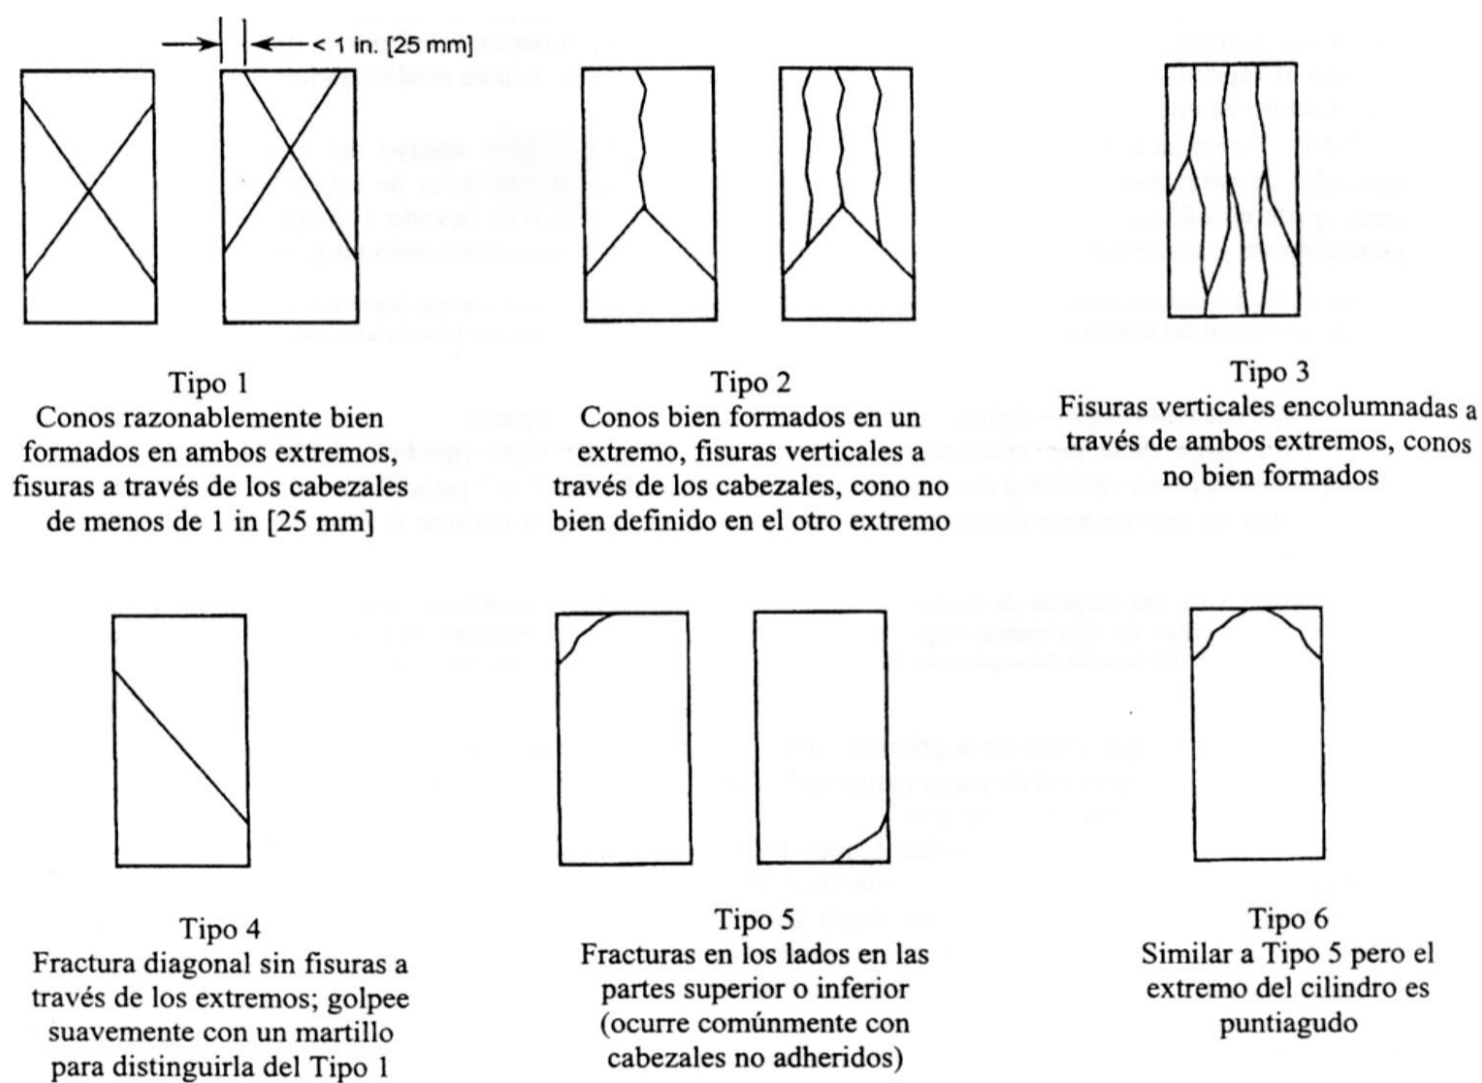 < 1 in. [25 mm]
Tipo 1
Conos razonablemente bien
formados en ambos extremos,
fisuras a través de los cabezales
de menos de 1 in [25 mm]
Tipo 2
Conos bien formados en un
extremo, fisuras verticales a
través de los cabezales, cono no
bien definido en el otro extremo
Tipo 3
Fisuras verticales encolumnadas a
través de ambos extremos, conos
no bien formados
Tipo 4
Fractura diagonal sin fisuras a
través de los extremos; golpee
suavemente con un martillo
para distinguirla del Tipo 1
Tipo 5
Fracturas en los lados en las
partes superior o inferior
(ocurre comúnmente con
cabezales no adheridos)
Tipo 6
Similar a Tipo 5 pero el
extremo del cilindro es
puntiagudo